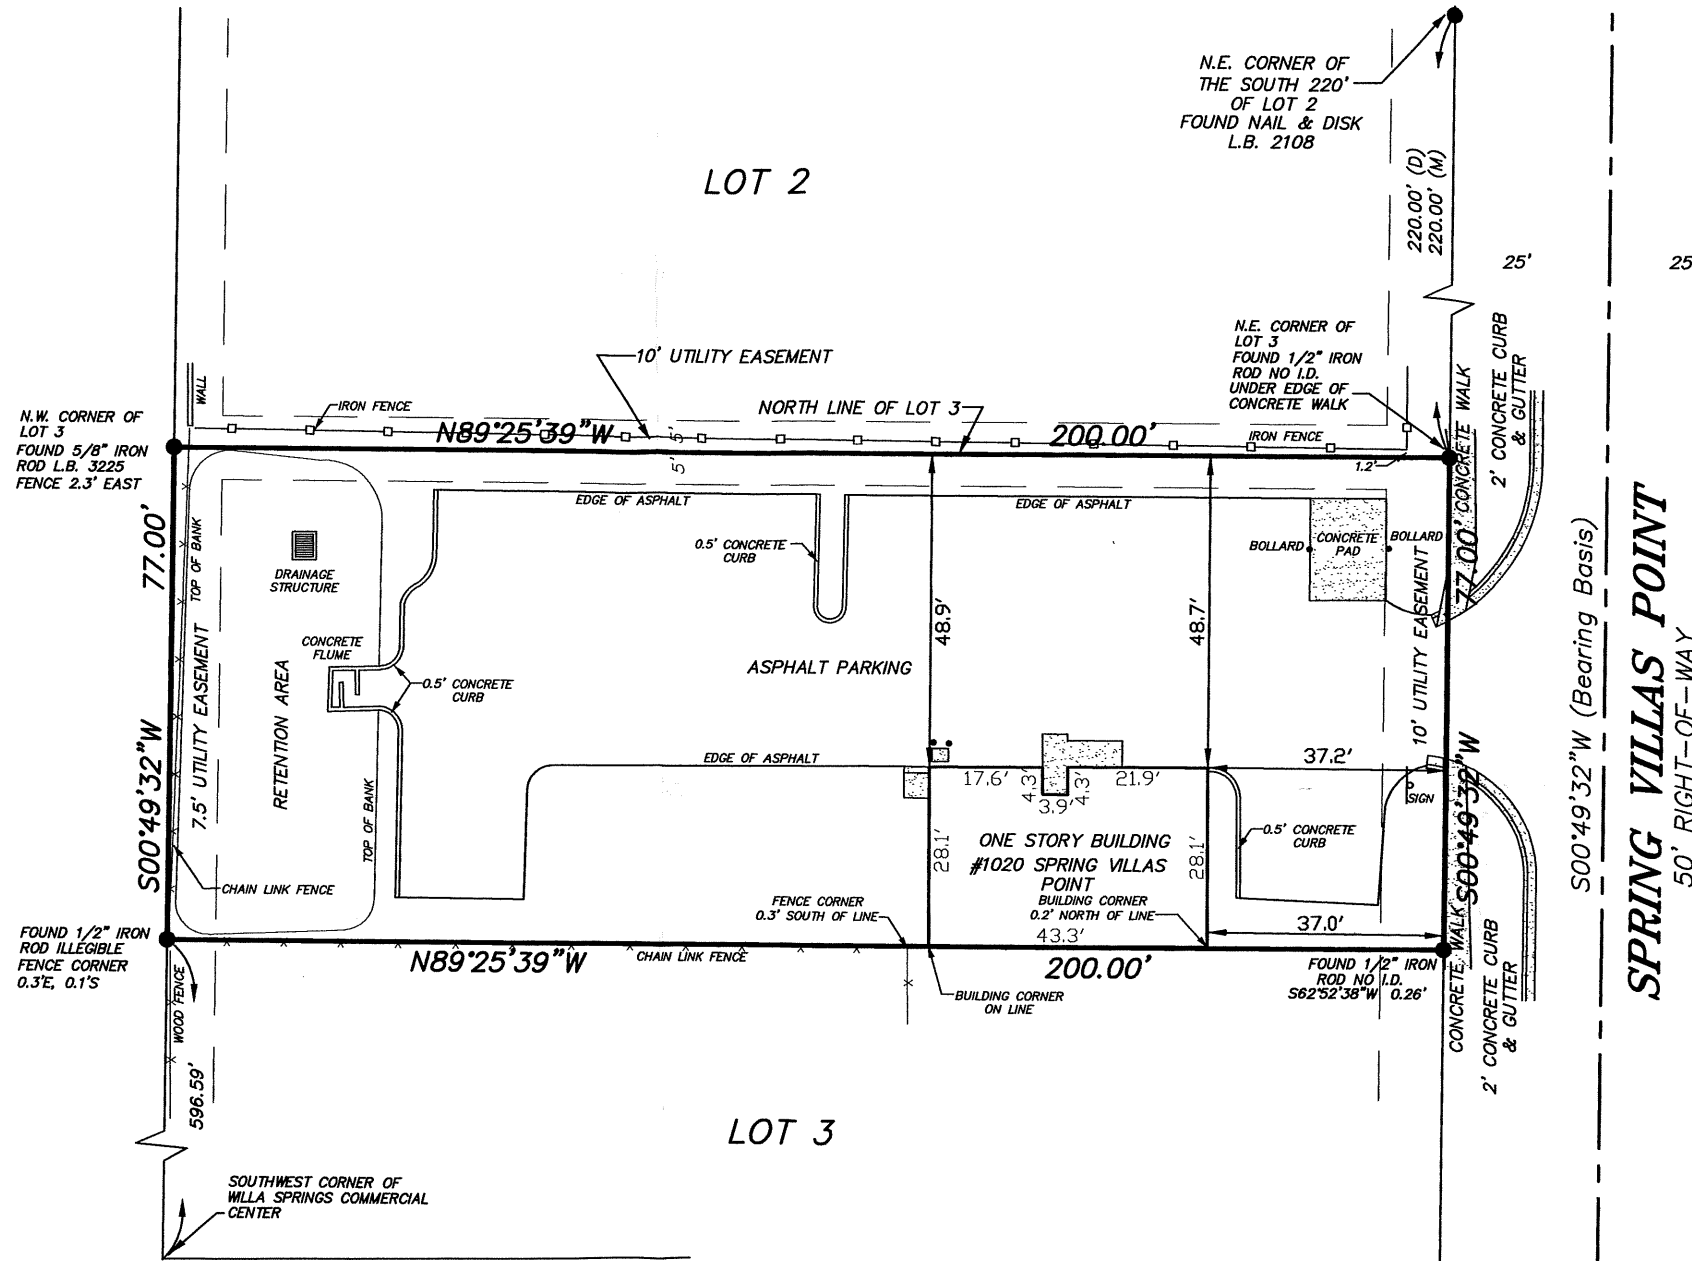 N.E. CORNER OF
THE SOUTH 220'
OF LOT 2
FOUND NAIL & DISK
L.B. 2108
LOT 2
220.00' (D)
220.00' (M)
25'
25
N.E. CORNER OF
LOT 3
FOUND 1/2" IRON
ROD NO I.D.
UNDER EDGE OF
CONCRETE WALK
CONCRETE WALK
2' CONCRETE CURB
& GUTTER
10' UTILITY EASEMENT
WALL
IRON FENCE
NORTH LINE OF LOT 3
N.W. CORNER OF
LOT 3
FOUND 5/8" IRON
ROD L.B. 3225
FENCE 2.3' EAST
N89°25'39"W
5'
5'
200.00'
IRON FENCE
1.2'
EDGE OF ASPHALT
EDGE OF ASPHALT
77.00'
S00°49'32"W
TOP OF BANK
7.5' UTILITY EASEMENT
DRAINAGE
STRUCTURE
CONCRETE
FLUME
RETENTION AREA
TOP OF BANK
0.5' CONCRETE
CURB
0.5' CONCRETE
CURB
ASPHALT PARKING
48.9'
48.7'
BOLLARD
CONCRETE
PAD
BOLLARD
10' UTILITY EASEMENT
77.00'
S00°49'32"W
S00°49'32"W (Bearing Basis)
SPRING VILLAS POINT
50' RIGHT-OF-WAY
EDGE OF ASPHALT
17.6'
4.3'
3.9'
4.3'
21.9'
37.2'
SIGN
28.1'
28.1'
ONE STORY BUILDING
#1020 SPRING VILLAS
POINT
0.5' CONCRETE
CURB
CHAIN LINK FENCE
FENCE CORNER
0.3' SOUTH OF LINE
BUILDING CORNER
0.2' NORTH OF LINE
43.3'
37.0'
FOUND 1/2" IRON
ROD ILLEGIBLE
FENCE CORNER
0.3'E, 0.1'S
N89°25'39"W
CHAIN LINK FENCE
200.00'
FOUND 1/2" IRON
ROD NO I.D.
S62°52'38"W 0.26'
CONCRETE WALK
2' CONCRETE CURB
& GUTTER
WOOD FENCE
BUILDING CORNER
ON LINE
596.59'
LOT 3
SOUTHWEST CORNER OF
WILLA SPRINGS COMMERCIAL
CENTER